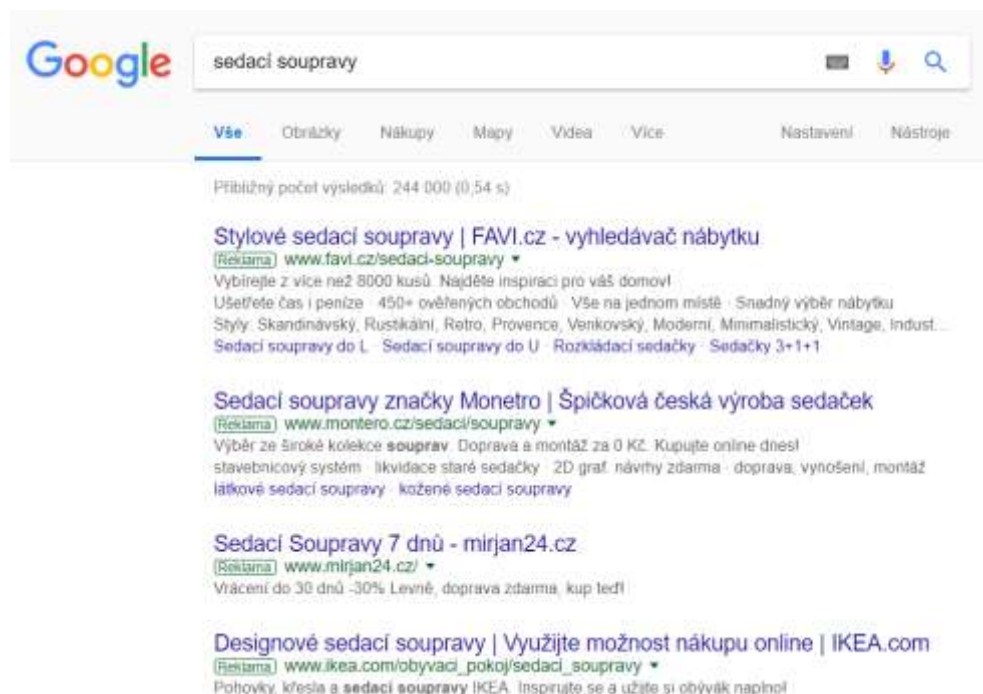 Google
sedací soupravy
Vše Obrázky Nákupy Mapy Videa Více Nastavení Nástroje
Přibližný počet výsledků: 244 000 (0,54 s)
Stylové sedací soupravy | FAVI.cz - vyhledávač nábytku
Reklama www.favi.cz/sedaci-soupravy
Vybírejte z více než 8000 kusů. Najděte inspiraci pro váš domov!
Ušetřete čas i peníze · 450+ ověřených obchodů · Vše na jednom místě · Snadný výběr nábytku
Styly: Skandinávský, Rustikální, Retro, Provence, Venkovský, Moderní, Minimalistický, Vintage, Indust...
Sedací soupravy do L · Sedací soupravy do U · Rozkládací sedačky · Sedačky 3+1+1
Sedací soupravy značky Monetro | Špičková česká výroba sedaček
Reklama www.montero.cz/sedací/soupravy
Výběr ze široké kolekce souprav. Doprava a montáž za 0 Kč. Kupujte online dnes!
stavebnicový systém · likvidace staré sedačky · 2D graf. návrhy zdarma · doprava, vynošení, montáž
látkové sedací soupravy · kožené sedací soupravy
Sedací Soupravy 7 dnù - mirjan24.cz
Reklama www.mirjan24.cz/
Vrácení do 30 dnů -30% Levně, doprava zdarma, kup teď!
Designové sedací soupravy | Využijte možnost nákupu online | IKEA.com
Reklama www.ikea.com/obyvaci_pokoj/sedaci_soupravy
Pohovky, křesla a sedací soupravy IKEA. Inspirujte se a užijte si obývák naplno!